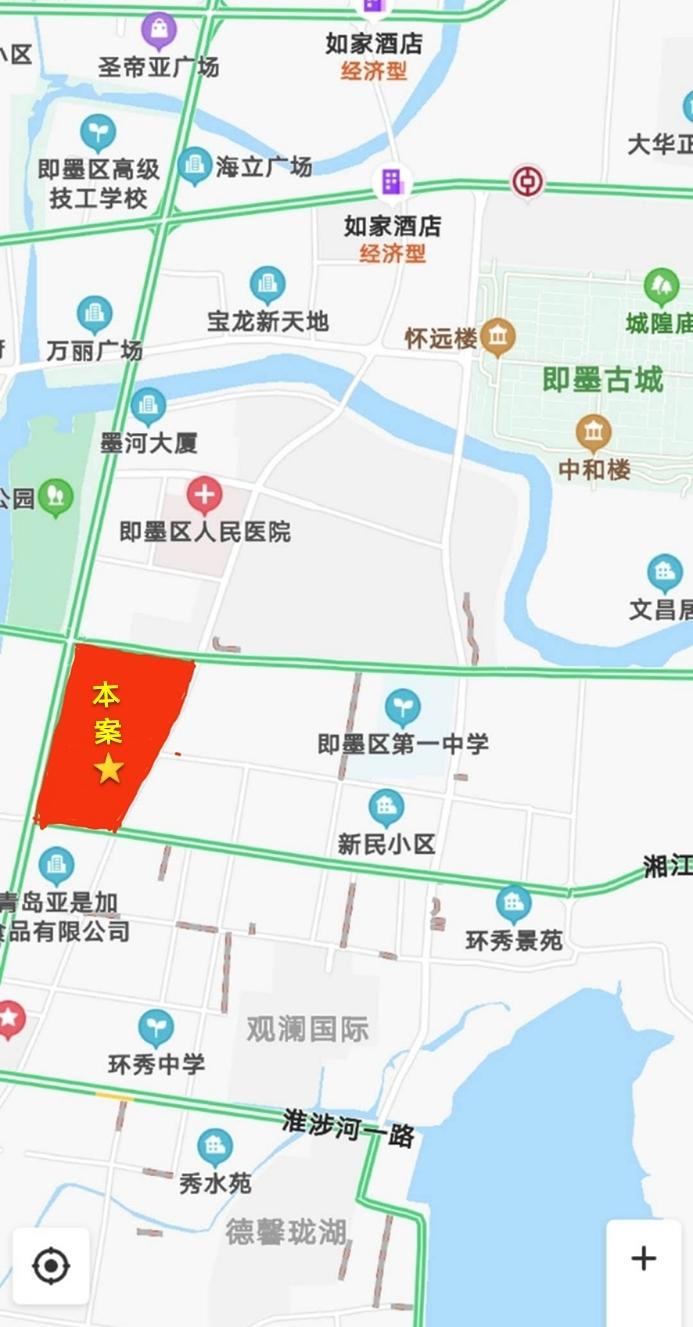 小区
圣帝亚广场
如家酒店
经济型
大华正
即墨区高级
技工学校
海立广场
如家酒店
经济型
宝龙新天地
万丽广场
怀远楼
城隍庙
即墨古城
墨河大厦
中和楼
公园
即墨区人民医院
文昌居
本
案
即墨区第一中学
新民小区
湘江
青岛亚是加
食品有限公司
环秀景苑
观澜国际
环秀中学
淮涉河一路
秀水苑
德馨珑湖